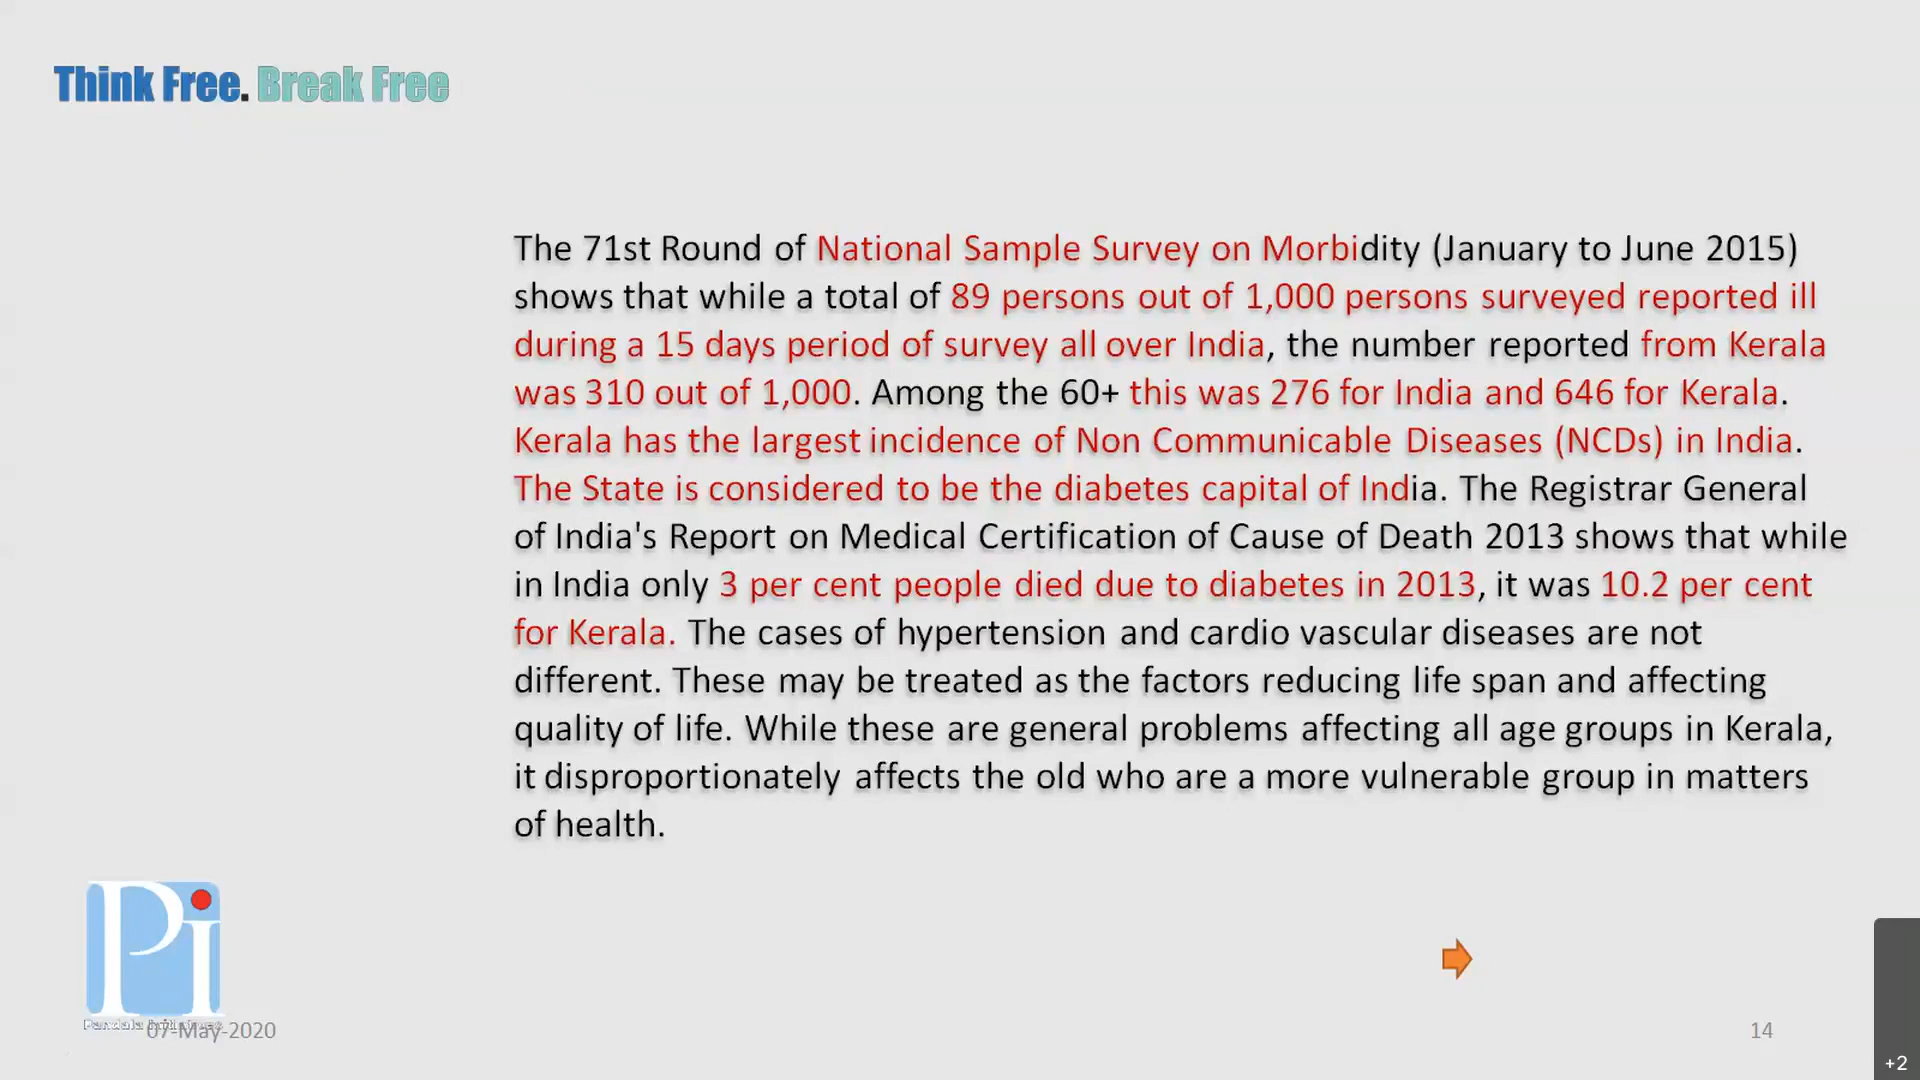 Think Free. Break Free
The 71st Round of National Sample Survey on Morbidity (January to June 2015)
shows that while a total of 89 persons out of 1,000 persons surveyed reported ill
during a 15 days period of survey all over India, the number reported from Kerala
was 310 out of 1,000. Among the 60+ this was 276 for India and 646 for Kerala.
Kerala has the largest incidence of Non Communicable Diseases (NCDs) in India.
The State is considered to be the diabetes capital of India. The Registrar General
of India's Report on Medical Certification of Cause of Death 2013 shows that while
in India only 3 per cent people died due to diabetes in 2013, it was 10.2 per cent
for Kerala. The cases of hypertension and cardio vascular diseases are not
different. These may be treated as the factors reducing life span and affecting
quality of life. While these are general problems affecting all age groups in Kerala,
it disproportionately affects the old who are a more vulnerable group in matters
of health.
Pi
07-May-2020
14
+2